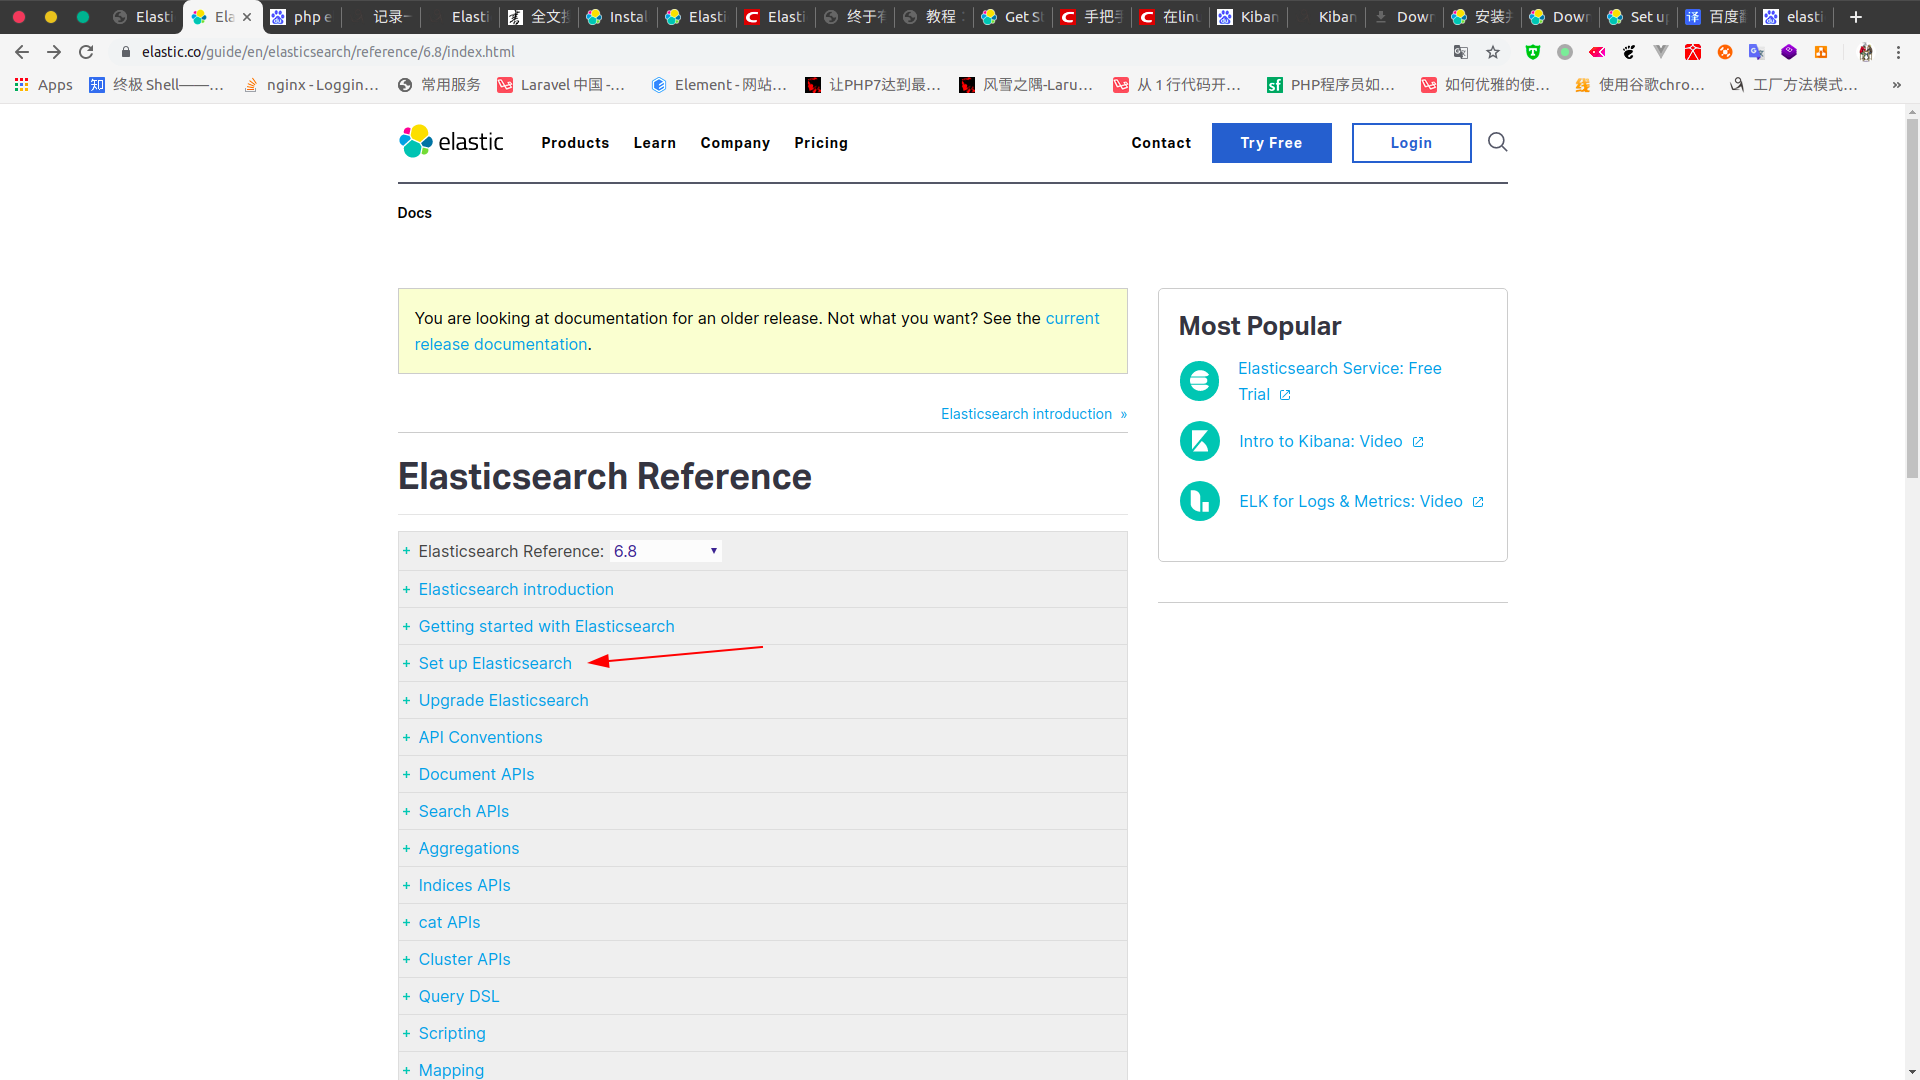 Elasti
Ela
php e
记录一
Elasti
全文
Instal
Elasti
Elasti
终于
教程
Get S
手把
在linu
Kiban
Kiban
Down
安装
Down
Set up
百度
elasti
elastic.co/guide/en/elasticsearch/reference/6.8/index.html
Apps
终极 Shell——...
nginx - Loggin...
常用服务
Laravel 中国 -...
Element - 网站...
让PHP7达到最...
风雪之隅-Laru...
从 1 行代码开...
PHP程序员如...
如何优雅的使...
使用谷歌chro...
工厂方法模式...
»
elastic
Products
Learn
Company
Pricing
Contact
Try Free
Login
Docs
You are looking at documentation for an older release. Not what you want? See the current
release documentation.
Elasticsearch introduction »
Elasticsearch Reference
+ Elasticsearch Reference: 6.8
+ Elasticsearch introduction
+ Getting started with Elasticsearch
+ Set up Elasticsearch
+ Upgrade Elasticsearch
+ API Conventions
+ Document APIs
+ Search APIs
+ Aggregations
+ Indices APIs
+ cat APIs
+ Cluster APIs
+ Query DSL
+ Scripting
+ Mapping
Most Popular
Elasticsearch Service: Free
Trial
Intro to Kibana: Video
ELK for Logs & Metrics: Video